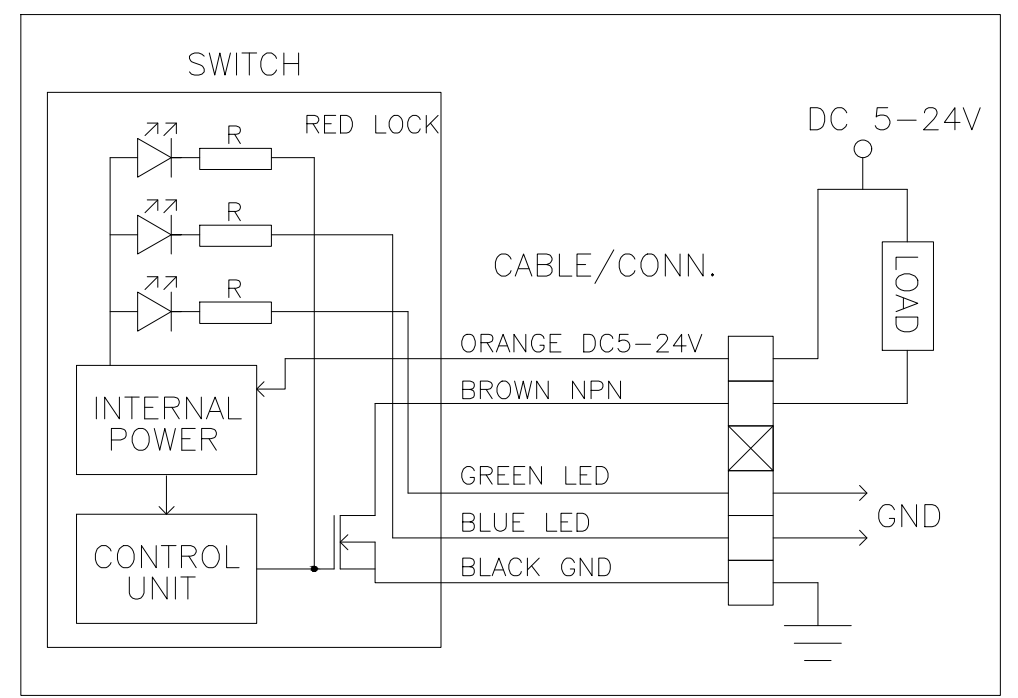 SWITCH
RED LOCK
R
R
R
DC 5-24V
LOAD
CABLE/CONN.
ORANGE DC5-24V
BROWN NPN
INTERNAL
POWER
GREEN LED
BLUE LED
GND
BLACK GND
CONTROL
UNIT